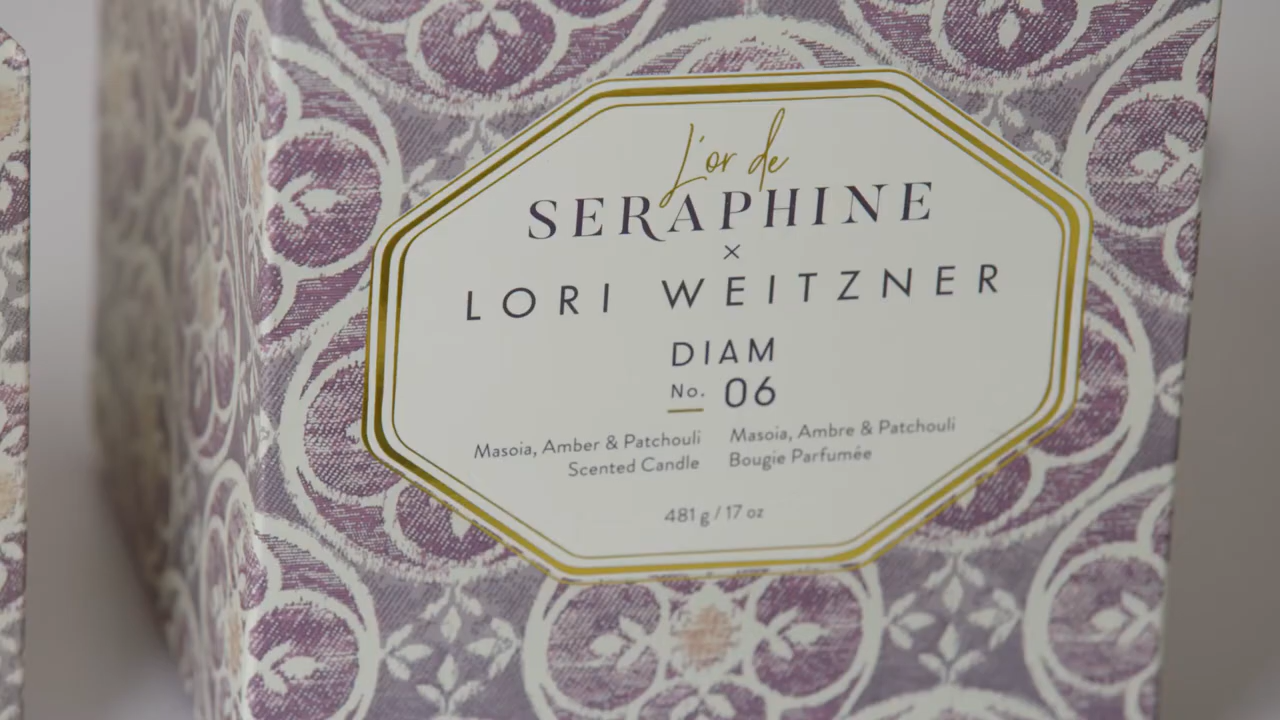 L'or de
SERAPHINE
×
LORI WEITZNER
DIAM
No. 06
Masoia, Amber & Patchouli
Scented Candle
Masoia, Ambre & Patchouli
Bougie Parfumée
481 g / 17 oz